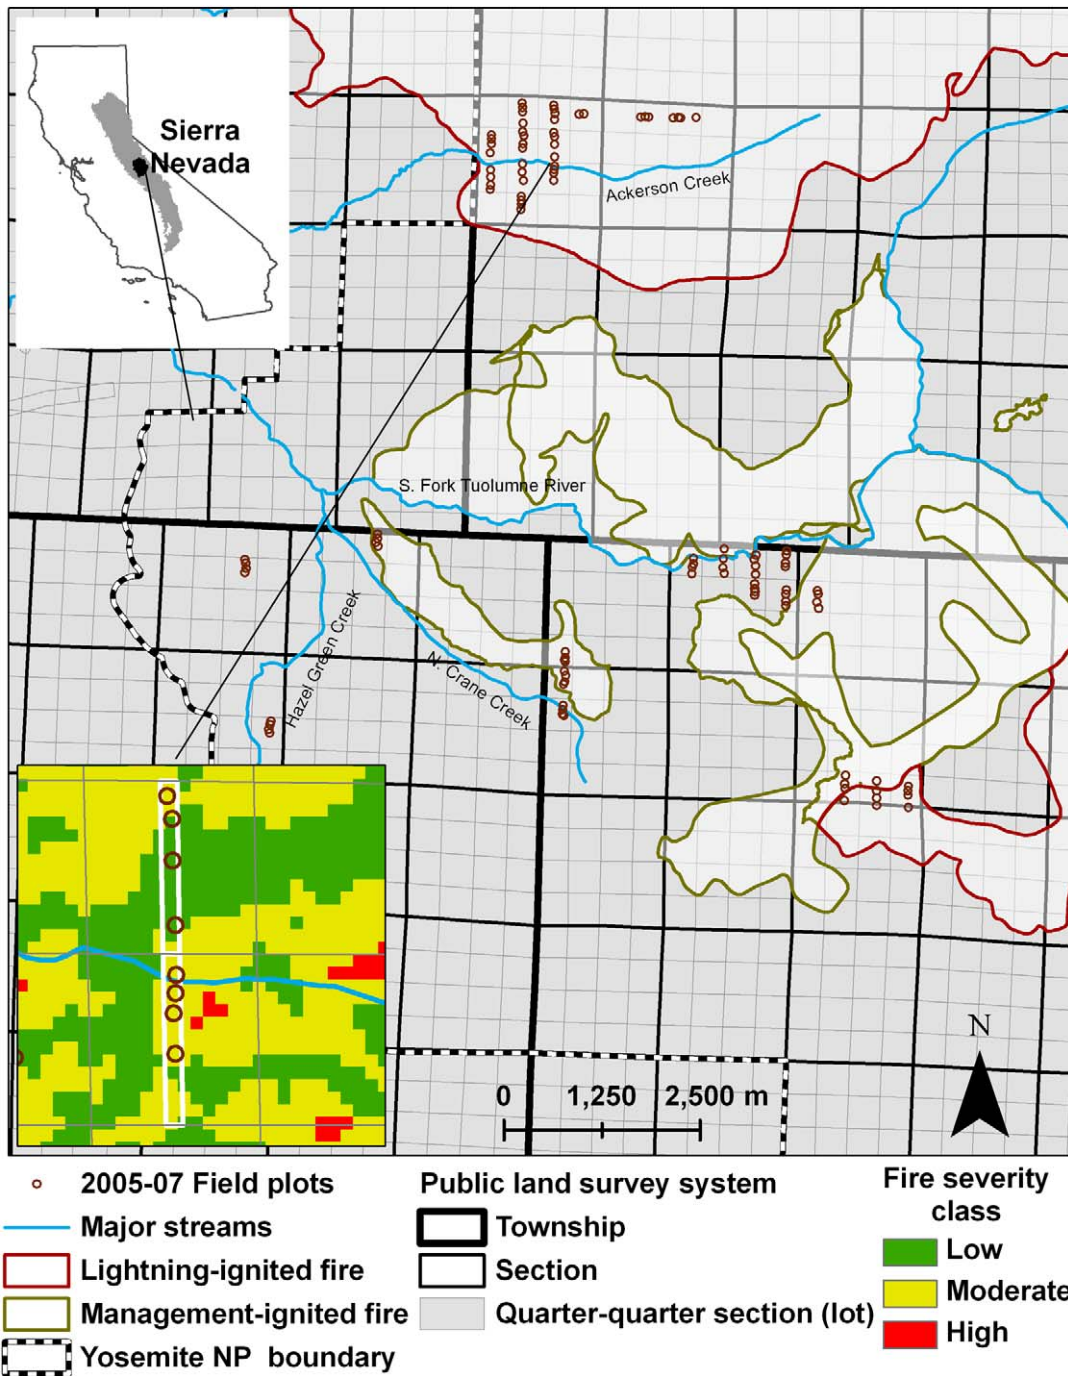 Sierra
Nevada
Ackerson Creek
S. Fork Tuolumne River
Hazel Green Creek
N. Crane Creek
N
0 1,250 2,500 m
2005-07 Field plots
Major streams
Lightning-ignited fire
Management-ignited fire
Yosemite NP boundary
Public land survey system
Township
Section
Quarter-quarter section (lot)
Fire severity
class
Low
Moderate
High